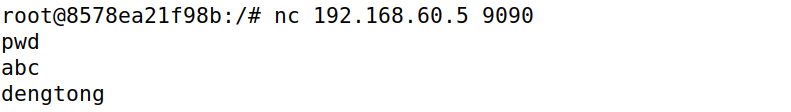 root@8578ea21f98b:/# nc 192.168.60.5 9090
pwd
abc
dengtong